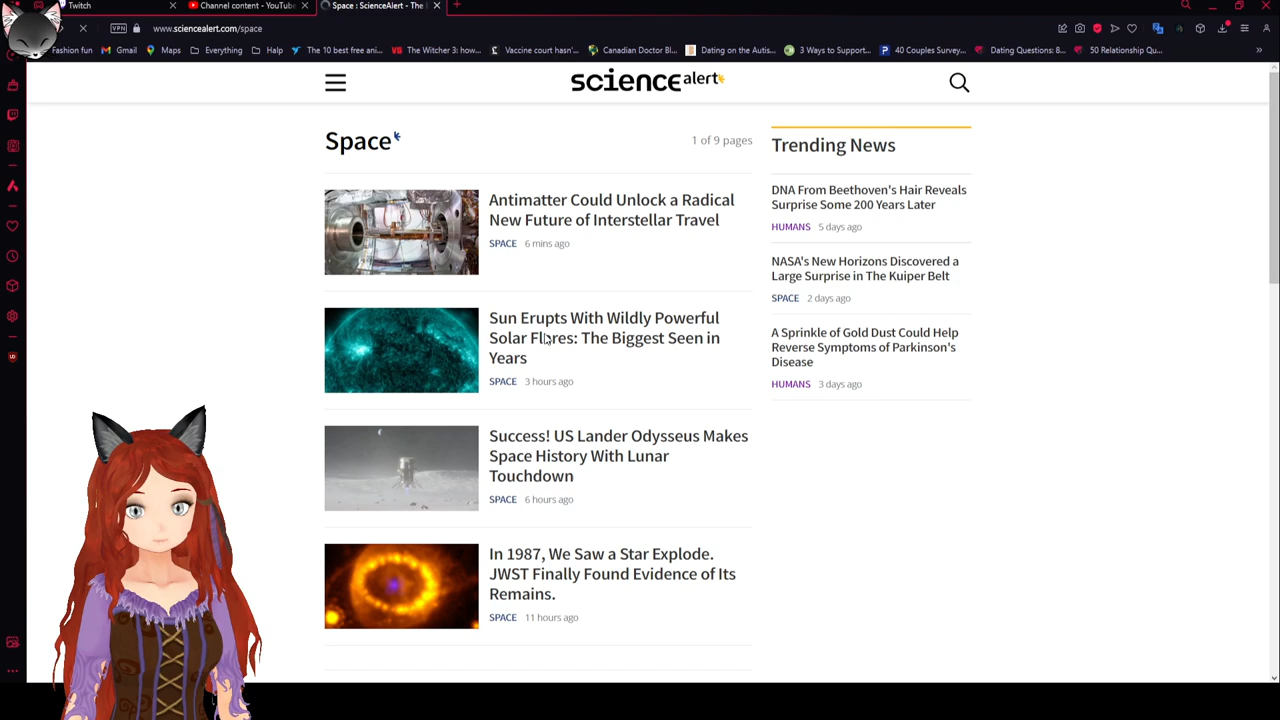 Twitch
Channel content - YouTube
Space : ScienceAlert - The
VPN
www.sciencealert.com/space
Fashion fun
Gmail
Maps
Everything
Halp
The 10 best free ani...
The Witcher 3: how...
Vaccine court hasn'...
Canadian Doctor Bl...
Dating on the Autis...
3 Ways to Support...
40 Couples Survey...
Dating Questions: 8...
50 Relationship Qu...
science alert
Space
1 of 9 pages
Antimatter Could Unlock a Radical
New Future of Interstellar Travel
SPACE 6 mins ago
Sun Erupts With Wildly Powerful
Solar Flares: The Biggest Seen in
Years
SPACE 3 hours ago
Success! US Lander Odysseus Makes
Space History With Lunar
Touchdown
SPACE 6 hours ago
In 1987, We Saw a Star Explode.
JWST Finally Found Evidence of Its
Remains.
SPACE 11 hours ago
Trending News
DNA From Beethoven's Hair Reveals
Surprise Some 200 Years Later
HUMANS 5 days ago
NASA's New Horizons Discovered a
Large Surprise in The Kuiper Belt
SPACE 2 days ago
A Sprinkle of Gold Dust Could Help
Reverse Symptoms of Parkinson's
Disease
HUMANS 3 days ago